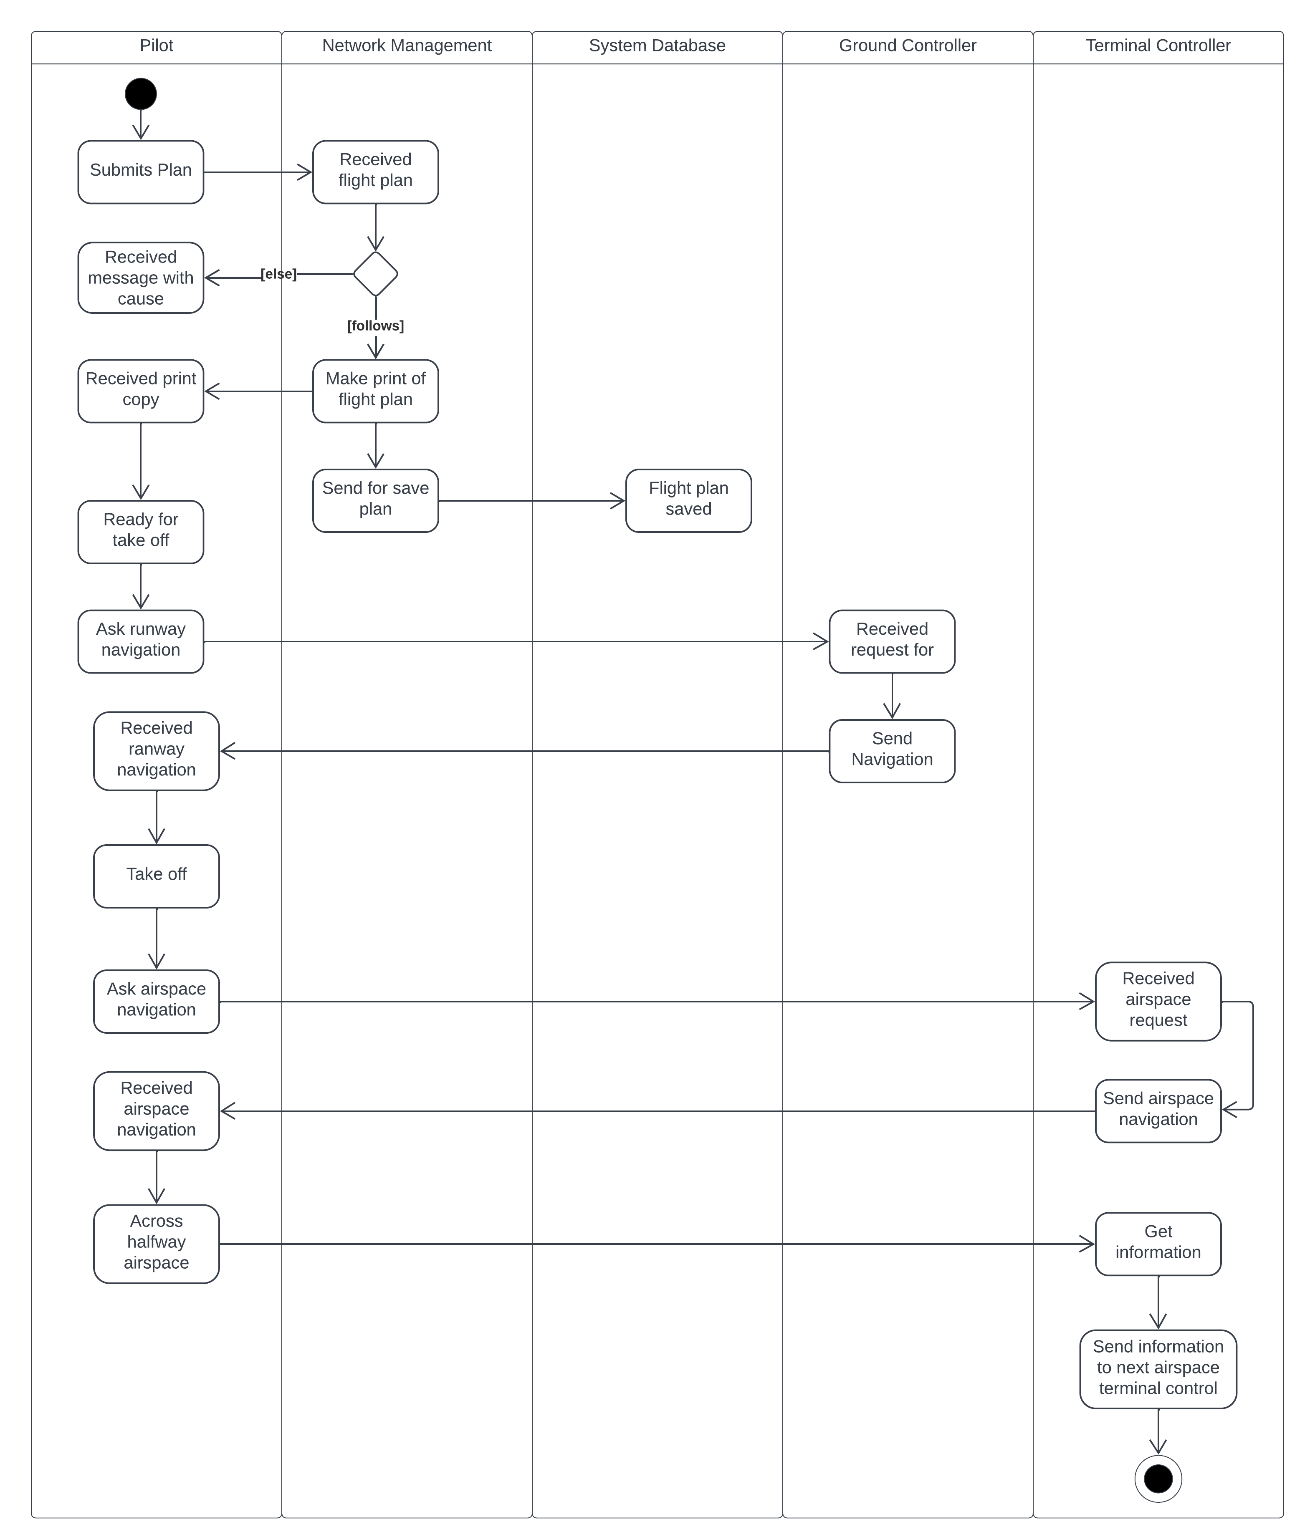 Pilot
Network Management
System Database
Ground Controller
Terminal Controller
Submits Plan
Received
flight plan
Received
message with
cause
[else]
[follows]
Received print
copy
Make print of
flight plan
Send for save
plan
Flight plan
saved
Ready for
take off
Ask runway
navigation
Received
request for
Received
ranway
navigation
Send
Navigation
Take off
Ask airspace
navigation
Received
airspace
request
Received
airspace
navigation
Send airspace
navigation
Across
halfway
airspace
Get
information
Send information
to next airspace
terminal control